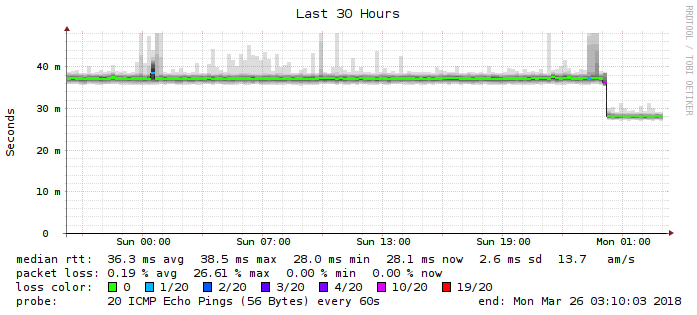 Last 30 Hours
RRDTOOL / TOBI OETIKER
Seconds
40 m
30 m
20 m
10 m
0
Sun 00:00 Sun 07:00 Sun 13:00 Sun 19:00 Mon 01:00
median rtt: 36.3 ms avg 38.5 ms max 28.0 ms min 28.1 ms now 2.6 ms sd 13.7 am/s
packet loss: 0.19 % avg 26.61 % max 0.00 % min 0.00 % now
loss color: 0 1/20 2/20 3/20 4/20 10/20 19/20
probe: 20 ICMP Echo Pings (56 Bytes) every 60s end: Mon Mar 26 03:10:03 2018